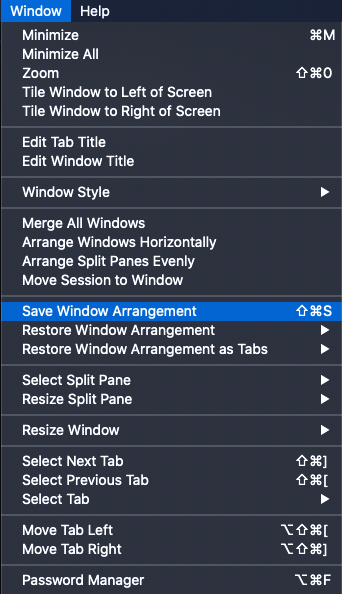 Window Help
Minimize ⌘M
Minimize All
Zoom ⇧⌘0
Tile Window to Left of Screen
Tile Window to Right of Screen
Edit Tab Title
Edit Window Title
Window Style ▶
Merge All Windows
Arrange Windows Horizontally
Arrange Split Panes Evenly
Move Session to Window
Save Window Arrangement ⇧⌘S
Restore Window Arrangement ▶
Restore Window Arrangement as Tabs ▶
Select Split Pane ▶
Resize Split Pane ▶
Resize Window ▶
Select Next Tab ⇧⌘]
Select Previous Tab ⇧⌘[
Select Tab ▶
Move Tab Left ⌥⇧⌘[
Move Tab Right ⌥⇧⌘]
Password Manager ⌥⌘F